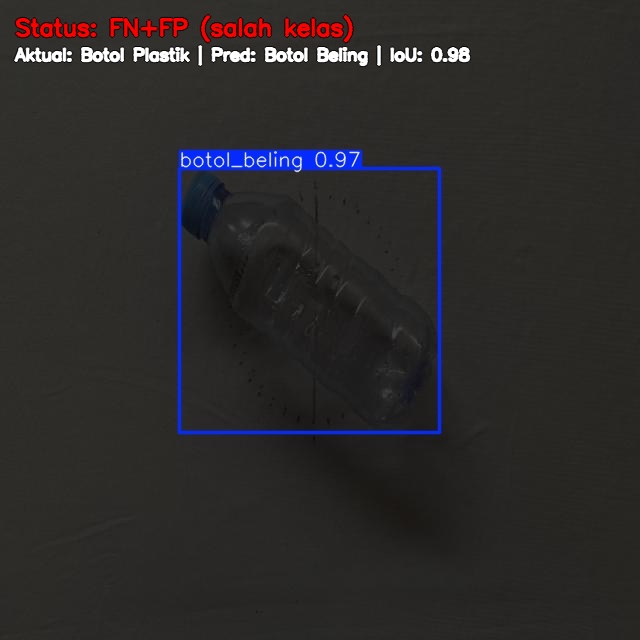 Status: FN+FP (salah kelas)
Aktual: Botol Plastik | Pred: Botol Beling | IoU: 0.98
botol_beling 0.97